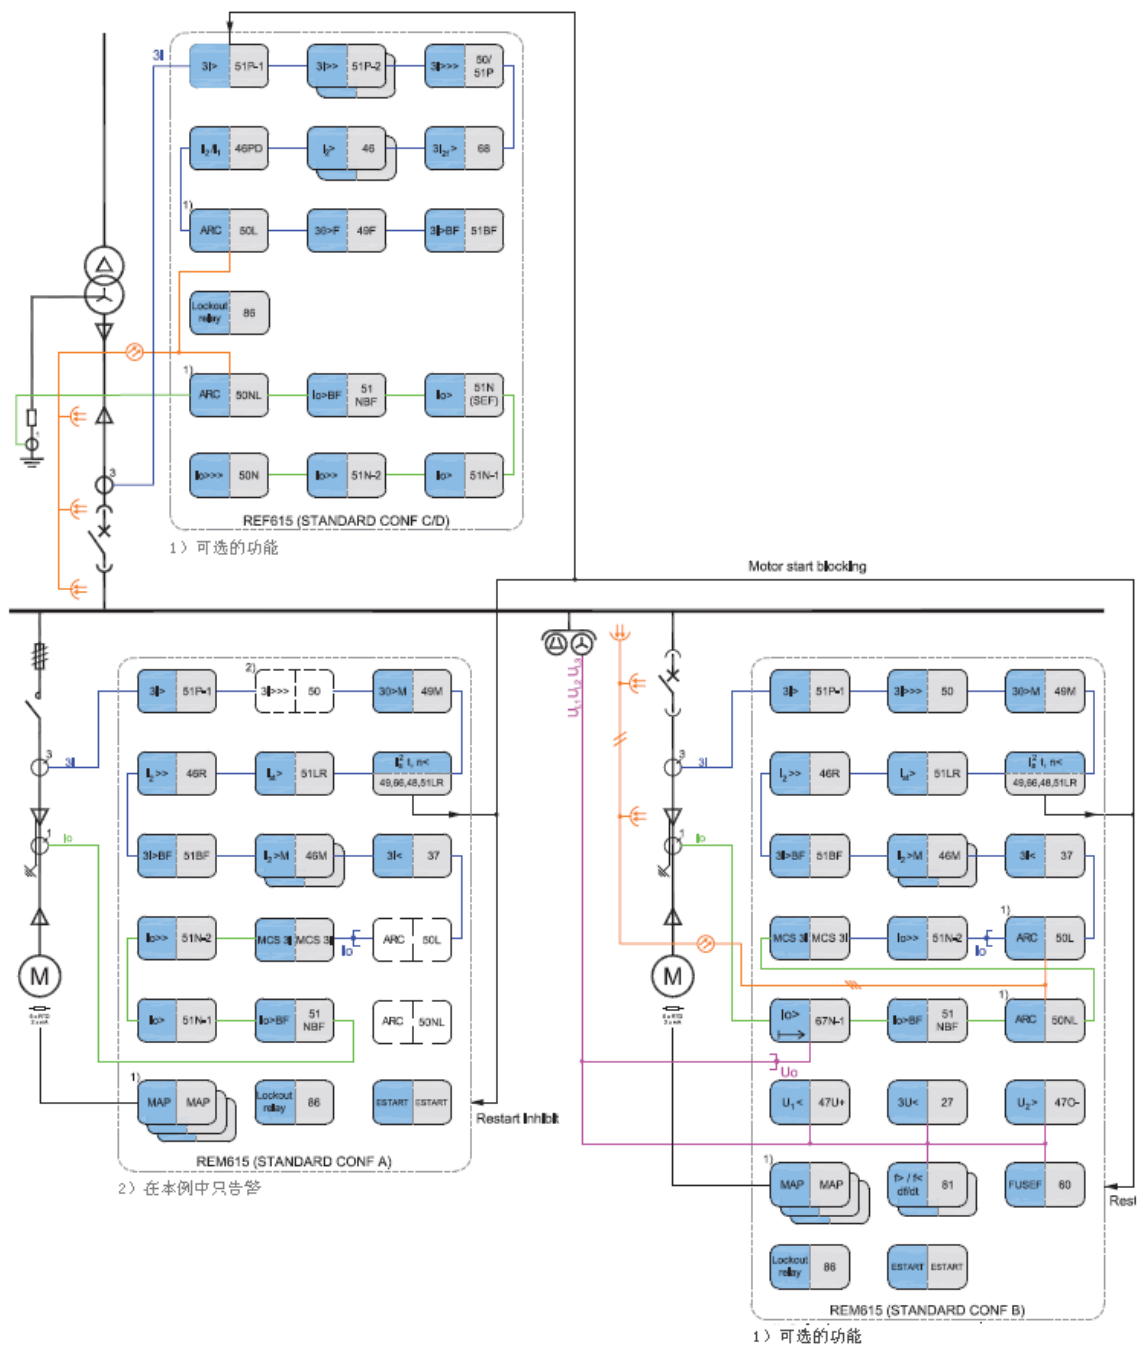 3I
3I> 51P-1
3I>> 51P-2
3I>>> 50/ 51P
I2/I1 46PD
I2> 46
3I2f> 68
1)
ARC 50L
3θ>F 49F
3I>BF 51BF
Lockout relay 86
1)
ARC 50NL
Io>BF 51 NBF
Io> 51N (SEF)
1
Io>>> 50N
Io>> 51N-2
Io> 51N-1
3
REF615 (STANDARD CONF C/D)
1）可选的功能
Motor start blocking
2)
3I> 51P-1
3I>>> 50
3θ>M 49M
3
3I
I2>> 46R
Ist> 51LR
Is2t, n<
49,66,48,51LR
1
Io
3I>BF 51BF
I2>M 46M
3I< 37
Io>> 51N-2
MCS 3I MCS 3I
Io
ARC 50L
M
Io> 51N-1
Io>BF 51 NBF
ARC 50NL
1)
MAP MAP
Lockout relay 86
ESTART ESTART
Restart Inhibit
REM615 (STANDARD CONF A)
2）在本例中只告警
UL1 UL2 UL3
3I> 51P-1
3I>>> 50
3θ>M 49M
3
3I
I2>> 46R
Ist> 51LR
Is2t, n<
49,66,48,51LR
1
Io
3I>BF 51BF
I2>M 46M
3I< 37
1)
MCS 3I MCS 3I
Io>> 51N-2
Io
ARC 50L
M
1)
Io> 67N-1
Io>BF 51 NBF
ARC 50NL
Uo
U1< 47U+
3U< 27
U2> 47O-
1)
MAP MAP
f> / f< df/dt 81
FUSEF 60
Rest
Lockout relay 86
ESTART ESTART
REM615 (STANDARD CONF B)
1）可选的功能